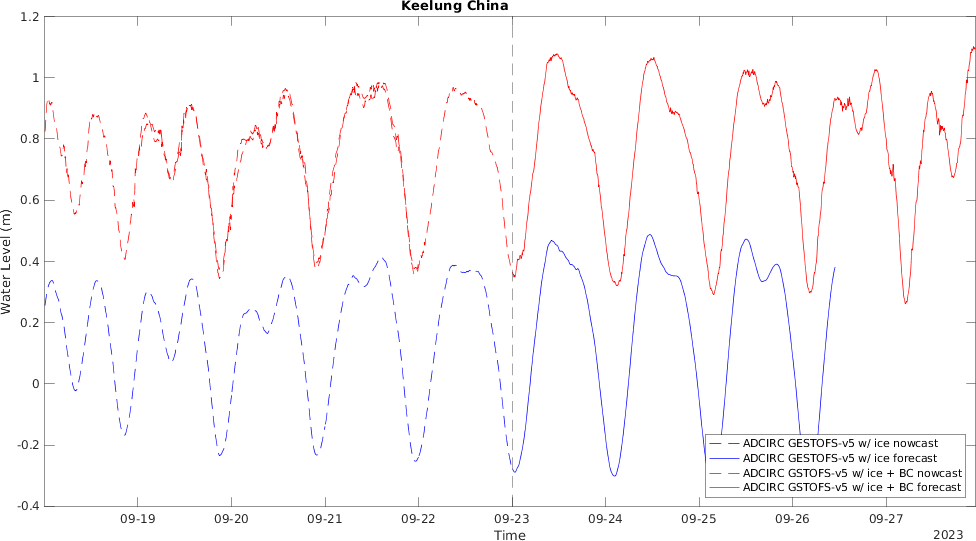 Keelung China
1.2
1
0.8
0.6
0.4
0.2
0
-0.2
-0.4
Water Level (m)
ADCIRC GESTOFS-v5 w/ ice nowcast
ADCIRC GESTOFS-v5 w/ ice forecast
ADCIRC GSTOFS-v5 w/ ice + BC nowcast
ADCIRC GSTOFS-v5 w/ ice + BC forecast
09-19 09-20 09-21 09-22 09-23 09-24 09-25 09-26 09-27
Time
2023